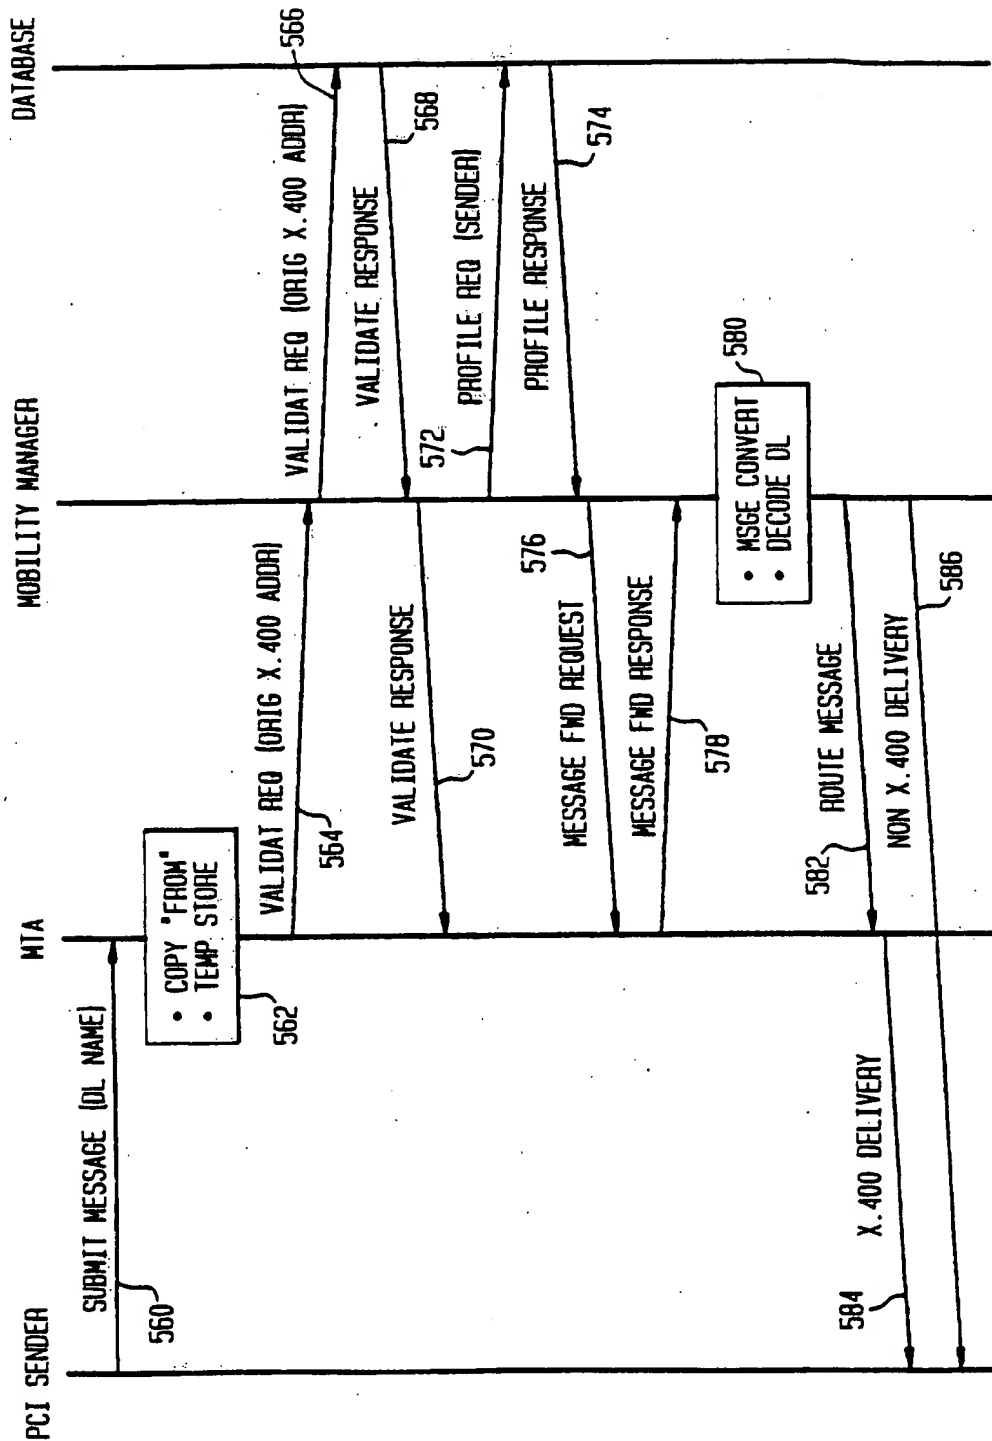 PCI SENDER
MTA
MOBILITY MANAGER
DATABASE
SUBMIT MESSAGE (DL NAME)
560
• COPY "FROM"
• TEMP STORE
562
VALIDAT REQ (ORIG X.400 ADDR)
564
VALIDAT REQ (ORIG X.400 ADDR)
566
VALIDATE RESPONSE
568
VALIDATE RESPONSE
570
572
PROFILE REQ (SENDER)
PROFILE RESPONSE
574
MESSAGE FWD REQUEST
576
MESSAGE FWD RESPONSE
578
• MSGE CONVERT
• DECODE DL
580
ROUTE MESSAGE
582
X.400 DELIVERY
584
NON X.400 DELIVERY
586